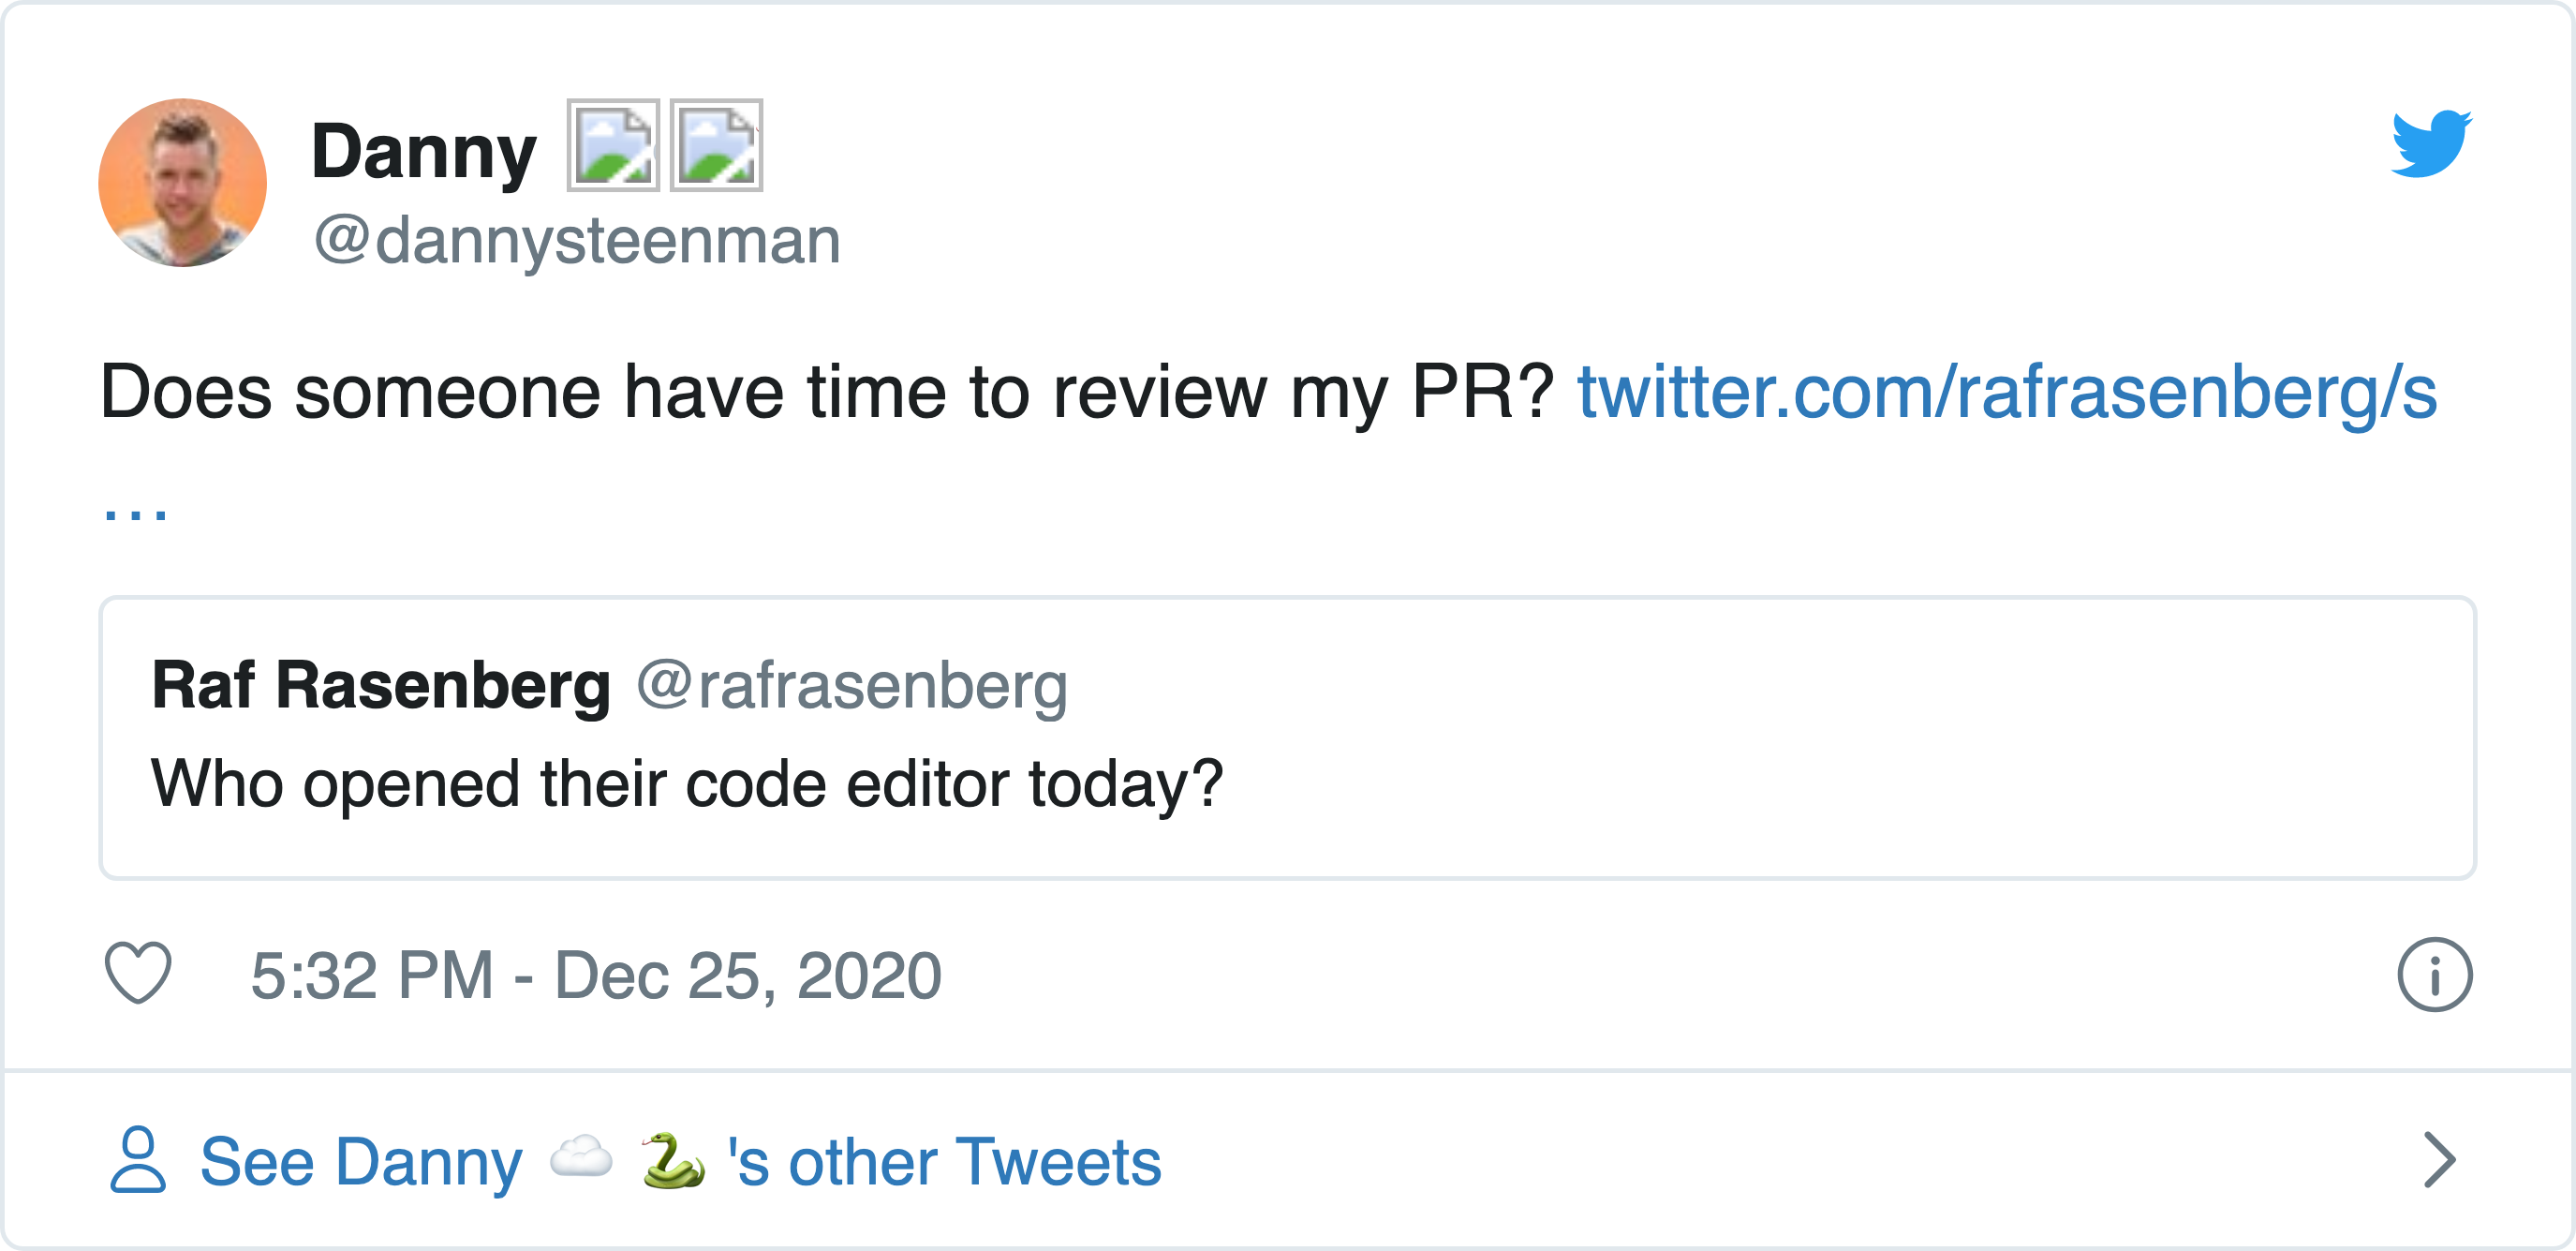 Danny
@dannysteenman
Does someone have time to review my PR? twitter.com/rafrasenberg/s
…
Raf Rasenberg @rafrasenberg
Who opened their code editor today?
5:32 PM - Dec 25, 2020
See Danny ☁️ 🐍 's other Tweets